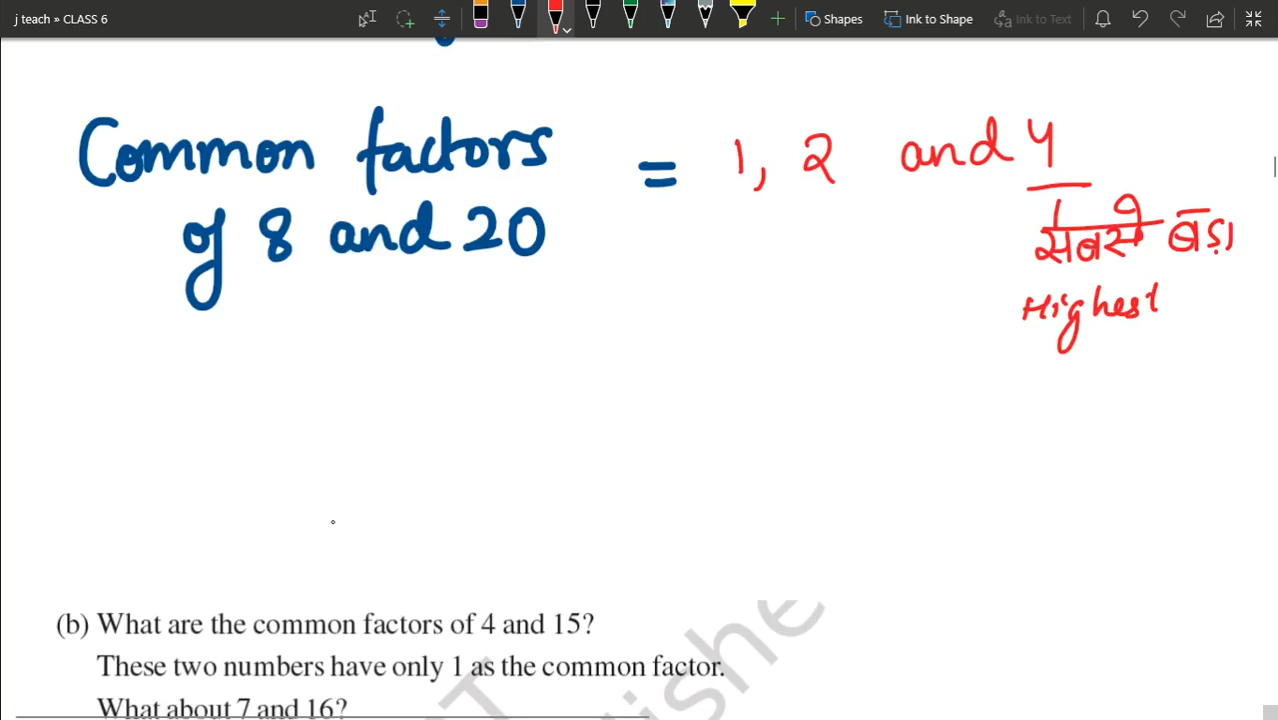 j teach » CLASS 6
Shapes
Ink to Shape
Ink to Text
Common factors = 1, 2 and 4
of 8 and 20
सबसे बड़ा
Highest
(b) What are the common factors of 4 and 15?
These two numbers have only 1 as the common factor.
What about 7 and 16?